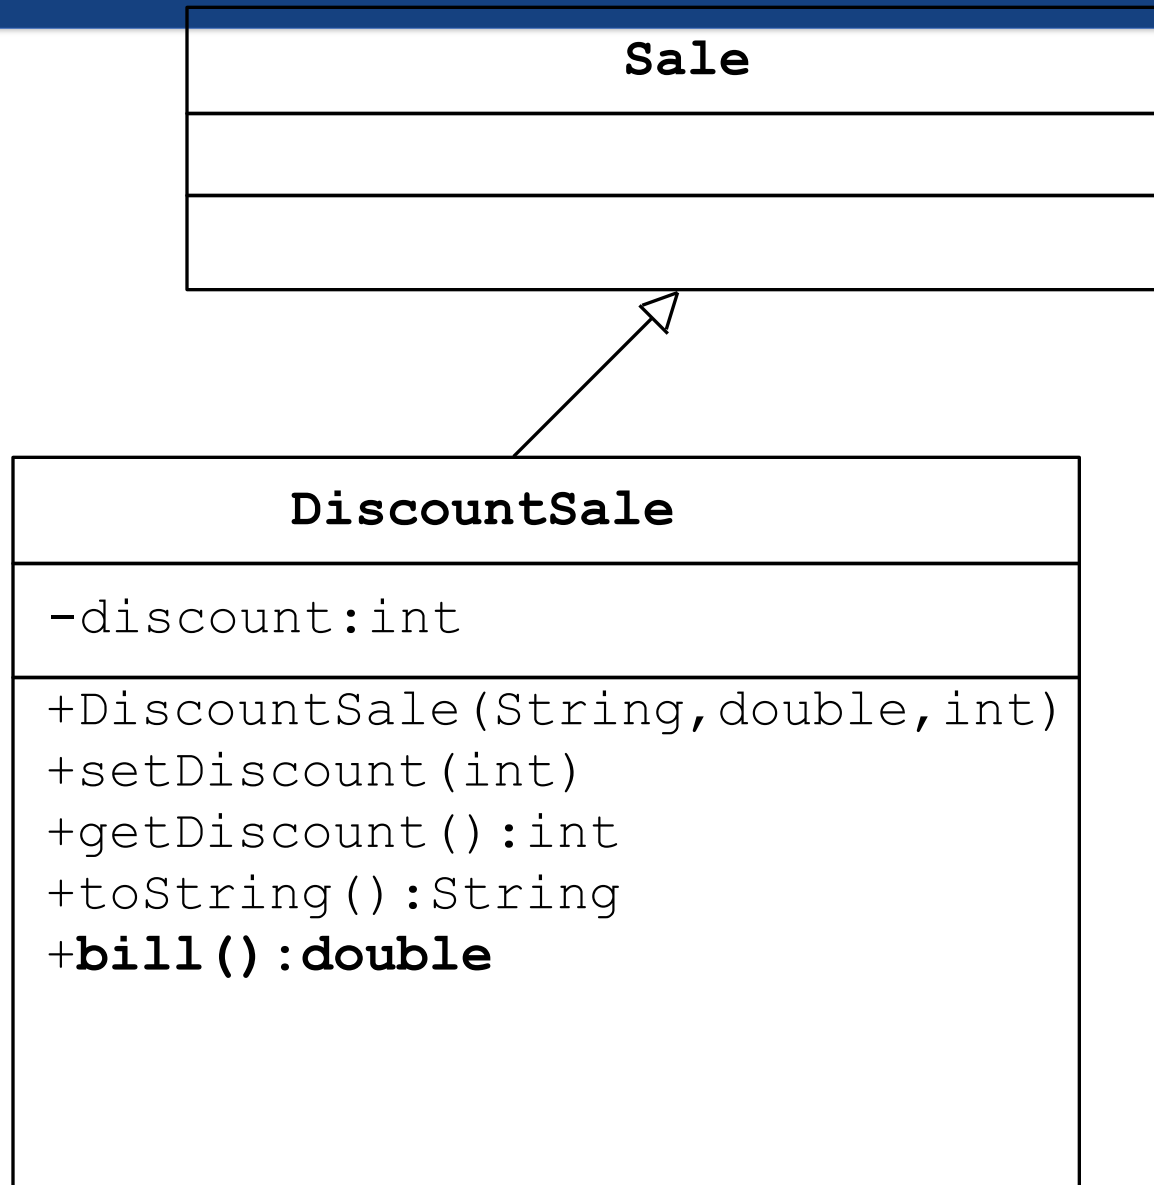 Sale
DiscountSale
-discount:int
+DiscountSale(String,double,int)
+setDiscount(int)
+getDiscount():int
+toString():String
+bill():double